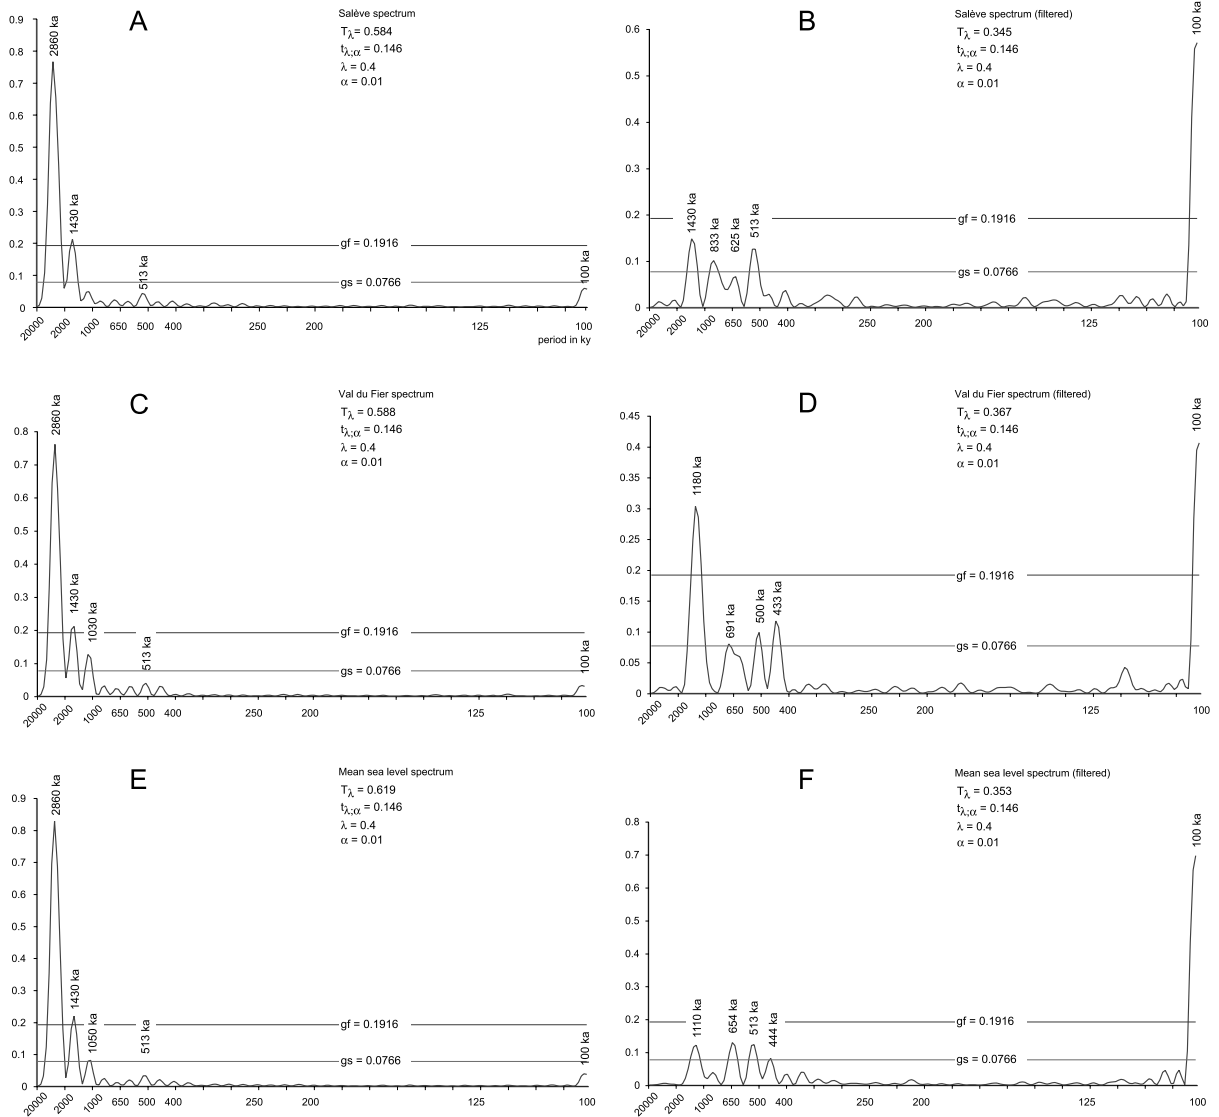 A
Salève spectrum
Tλ = 0.584
tλ;α = 0.146
λ = 0.4
α = 0.01
0.9
0.8
0.7
0.6
0.5
0.4
0.3
0.2
0.1
0
2860 ka
1430 ka
513 ka
100 ka
gf = 0.1916
gs = 0.0766
20000 2000 1000 650 500 400 250 200 125 100
period in ky
B
Salève spectrum (filtered)
Tλ = 0.345
tλ;α = 0.146
λ = 0.4
α = 0.01
0.6
0.5
0.4
0.3
0.2
0.1
0
1430 ka
833 ka
625 ka
513 ka
100 ka
gf = 0.1916
gs = 0.0766
20000 2000 1000 650 500 400 250 200 125 100
C
Val du Fier spectrum
Tλ = 0.588
tλ;α = 0.146
λ = 0.4
α = 0.01
0.8
0.7
0.6
0.5
0.4
0.3
0.2
0.1
0
2860 ka
1430 ka
1030 ka
513 ka
100 ka
gf = 0.1916
gs = 0.0766
20000 2000 1000 650 500 400 250 200 125 100
D
Val du Fier spectrum (filtered)
Tλ = 0.367
tλ;α = 0.146
λ = 0.4
α = 0.01
0.45
0.4
0.35
0.3
0.25
0.2
0.15
0.1
0.05
0
1180 ka
691 ka
500 ka
433 ka
100 ka
gf = 0.1916
gs = 0.0766
20000 2000 1000 650 500 400 250 200 125 100
E
Mean sea level spectrum
Tλ = 0.619
tλ;α = 0.146
λ = 0.4
α = 0.01
0.9
0.8
0.7
0.6
0.5
0.4
0.3
0.2
0.1
0
2860 ka
1430 ka
1050 ka
513 ka
100 ka
gf = 0.1916
gs = 0.0766
20000 2000 1000 650 500 400 250 200 125 100
F
Mean sea level spectrum (filtered)
Tλ = 0.353
tλ;α = 0.146
λ = 0.4
α = 0.01
0.8
0.7
0.6
0.5
0.4
0.3
0.2
0.1
0
1110 ka
654 ka
513 ka
444 ka
100 ka
gf = 0.1916
gs = 0.0766
20000 2000 1000 650 500 400 250 200 125 100